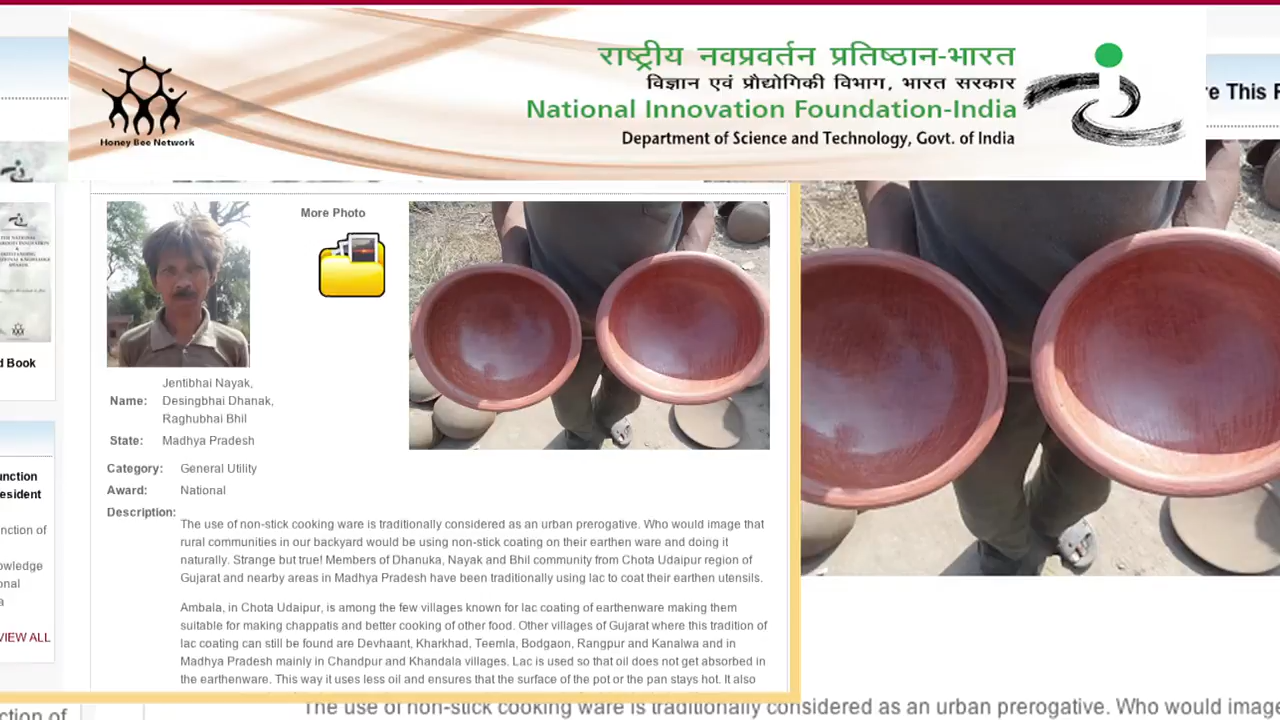 राष्ट्रीय नवप्रवर्तन प्रतिष्ठान-भारत
विज्ञान एवं प्रौद्योगिकी विभाग, भारत सरकार
National Innovation Foundation-India
Department of Science and Technology, Govt. of India
Honey Bee Network
e This F
More Photo
Name:
Jentibhai Nayak,
Desingbhai Dhanak,
Raghubhai Bhil
State: Madhya Pradesh
Category: General Utility
Award: National
Description:
The use of non-stick cooking ware is traditionally considered as an urban prerogative. Who would image that
rural communities in our backyard would be using non-stick coating on their earthen ware and doing it
naturally. Strange but true! Members of Dhanuka, Nayak and Bhil community from Chota Udaipur region of
Gujarat and nearby areas in Madhya Pradesh have been traditionally using lac to coat their earthen utensils.
Ambala, in Chota Udaipur, is among the few villages known for lac coating of earthenware making them
suitable for making chappatis and better cooking of other food. Other villages of Gujarat where this tradition of
lac coating can still be found are Devhaant, Kharkhad, Teemla, Bodgaon, Rangpur and Kanalwa and in
Madhya Pradesh mainly in Chandpur and Khandala villages. Lac is used so that oil does not get absorbed in
the earthenware. This way it uses less oil and ensures that the surface of the pot or the pan stays hot. It also
d Book
unction
esident
nction of
owledge
onal
a
VIEW ALL
ction of
The use of non-stick cooking ware is traditionally considered as an urban prerogative. Who would image